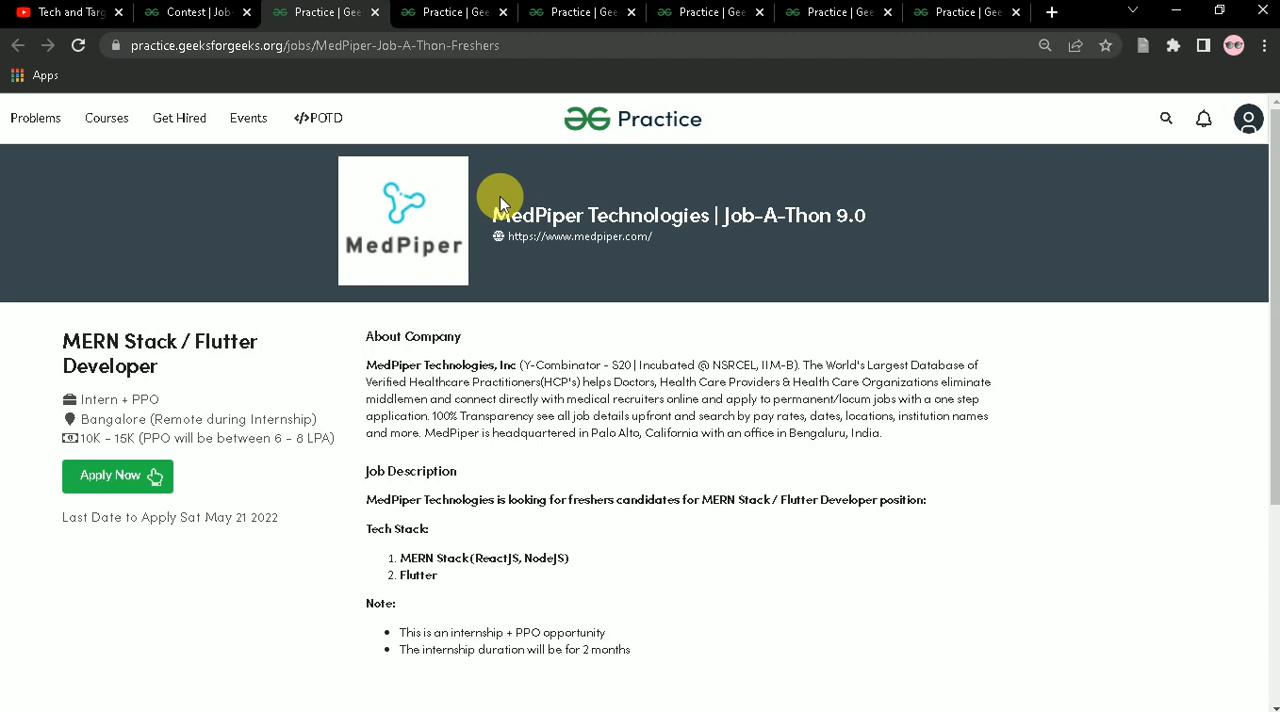 Tech and Targ
Contest | Job-
Practice | Gee
Practice | Gee
Practice | Gee
Practice | Gee
Practice | Gee
Practice | Gee
practice.geeksforgeeks.org/jobs/MedPiper-Job-A-Thon-Freshers
Apps
Problems
Courses
Get Hired
Events
</>POTD
Practice
MedPiper
MedPiper Technologies | Job-A-Thon 9.0
https://www.medpiper.com/
MERN Stack / Flutter
Developer
Intern + PPO
Bangalore (Remote during Internship)
10K - 15K (PPO will be between 6 - 8 LPA)
Apply Now
Last Date to Apply Sat May 21 2022
About Company
MedPiper Technologies, Inc (Y-Combinator - S20 | Incubated @ NSRCEL, IIM-B). The World's Largest Database of
Verified Healthcare Practitioners(HCP's) helps Doctors, Health Care Providers & Health Care Organizations eliminate
middlemen and connect directly with medical recruiters online and apply to permanent/locum jobs with a one step
application. 100% Transparency see all job details upfront and search by pay rates, dates, locations, institution names
and more. MedPiper is headquartered in Palo Alto, California with an office in Bengaluru, India.
Job Description
MedPiper Technologies is looking for freshers candidates for MERN Stack / Flutter Developer position:
Tech Stack:
1. MERN Stack(ReactJS, NodeJS)
2. Flutter
Note:
• This is an internship + PPO opportunity
• The internship duration will be for 2 months